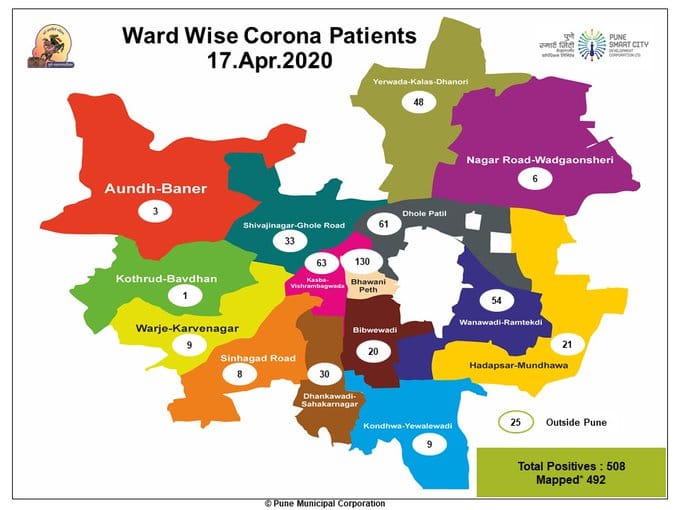 Ward Wise Corona Patients
17.Apr.2020
पुणे
स्मार्ट सिटी
PUNE
SMART CITY
DEVELOPMENT
CORPORATION LTD
Yerwada-Kalas-Dhanori
48
Nagar Road-Wadgaonsheri
6
Aundh-Baner
3
Shivajinagar-Ghole Road
33
Dhole Patil
61
63
Kasba-
Vishrambagwada
130
Bhawani
Peth
Kothrud-Bavdhan
1
54
Wanawadi-Ramtekdi
Warje-Karvenagar
9
Bibwewadi
20
21
Hadapsar-Mundhawa
Sinhagad Road
8
30
Dhankawadi-
Sahakarnagar
Kondhwa-Yewalewadi
9
25 Outside Pune
Total Positives : 508
Mapped* 492
© Pune Municipal Corporation